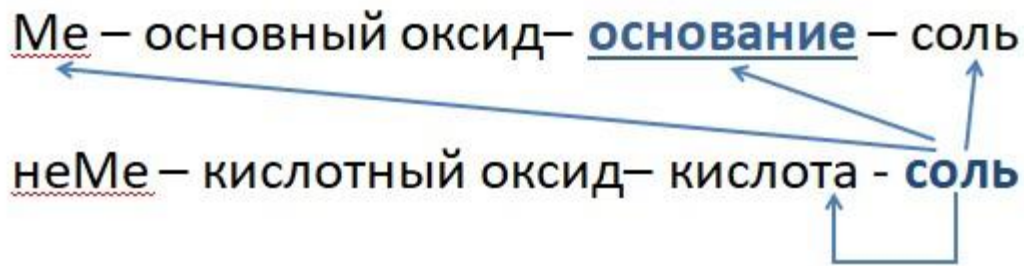 Ме – основный оксид– основание – соль
неМе – кислотный оксид– кислота - соль